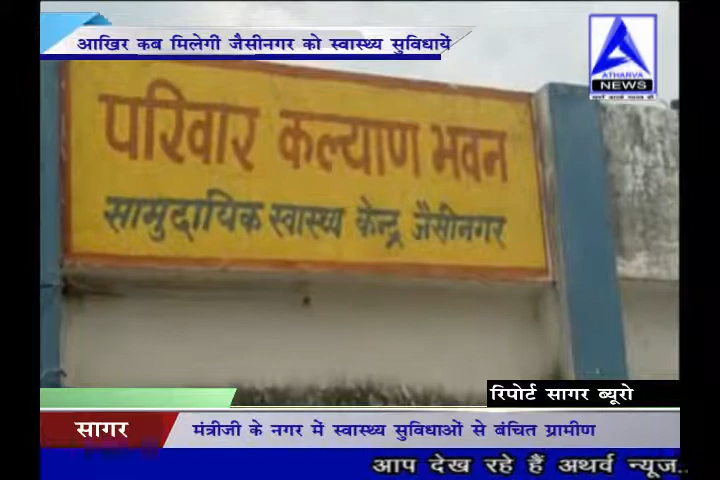 आखिर कब मिलेगी जैसीनगर को स्वास्थ्य सुविधायें
ATHARVA
NEWS
परिवार कल्याण भवन
सामुदायिक स्वास्थ्य केन्द्र जैसीनगर
रिपोर्ट सागर ब्यूरो
सागर
मंत्रीजी के नगर में स्वास्थ्य सुविधाओं से बंचित ग्रामीण
आप देख रहे हैं अथर्व न्यूज..